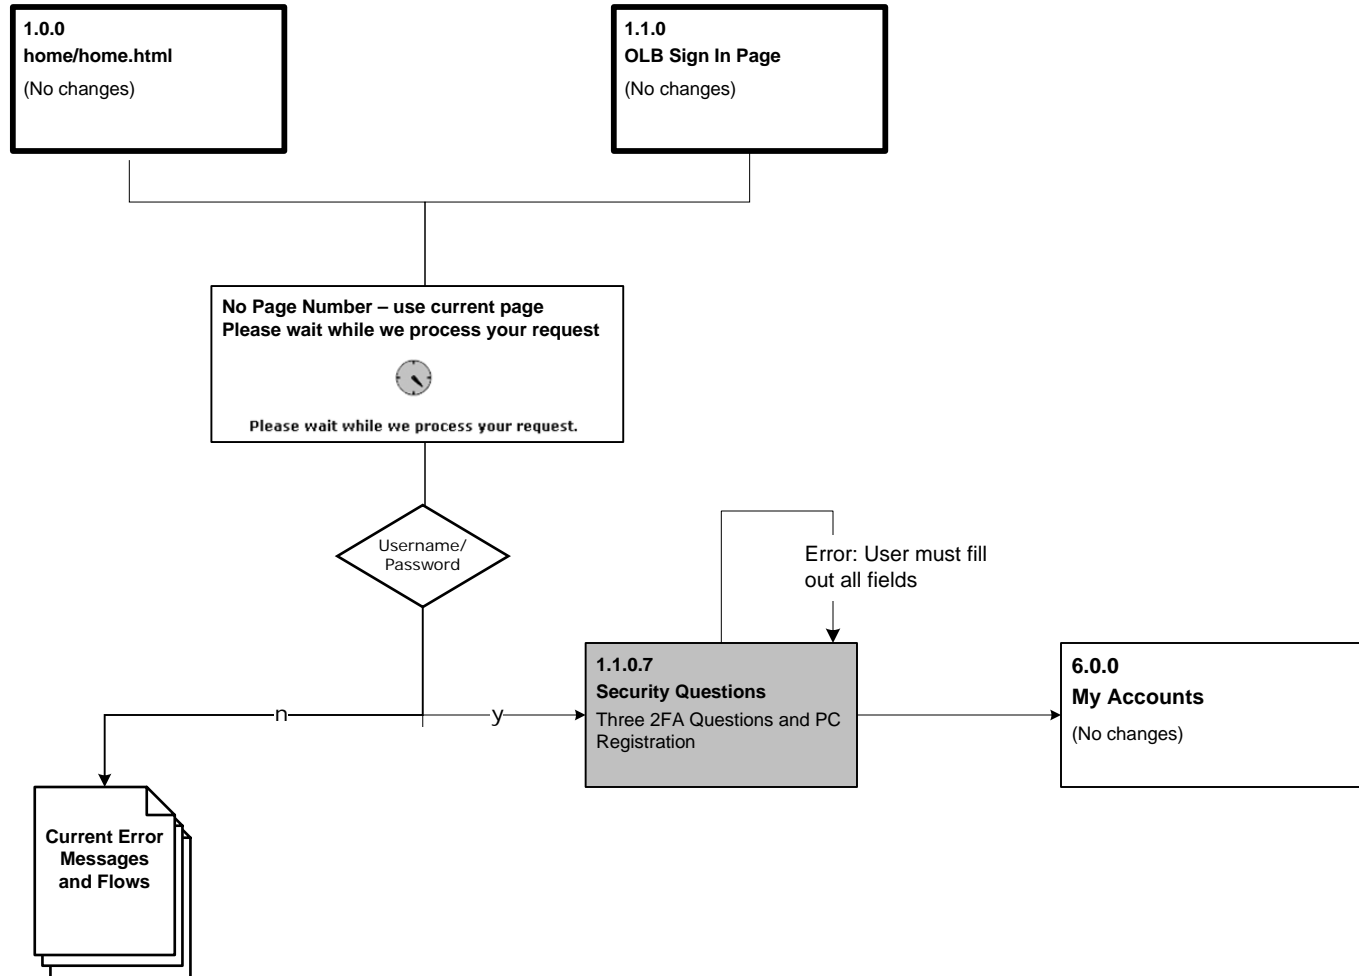 1.0.0
home/home.html
(No changes)
1.1.0
OLB Sign In Page
(No changes)
No Page Number – use current page
Please wait while we process your request
Please wait while we process your request.
Username/
Password
Error: User must fill
out all fields
1.1.0.7
Security Questions
Three 2FA Questions and PC
Registration
6.0.0
My Accounts
(No changes)
n
y
Current Error
Messages
and Flows